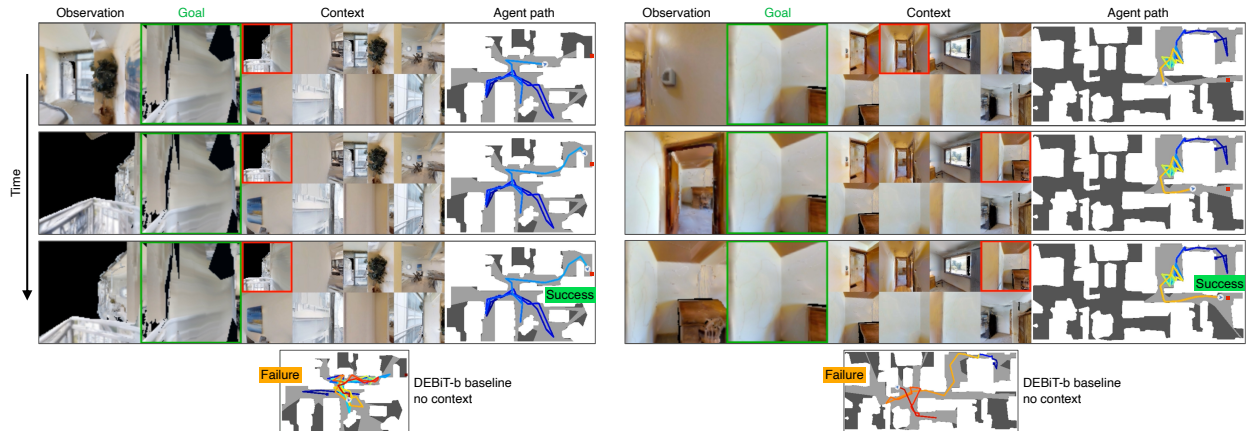 Observation Goal Context Agent path
Observation Goal Context Agent path
Time
Success
Success
Failure
DEBiT-b baseline
no context
Failure
DEBiT-b baseline
no context